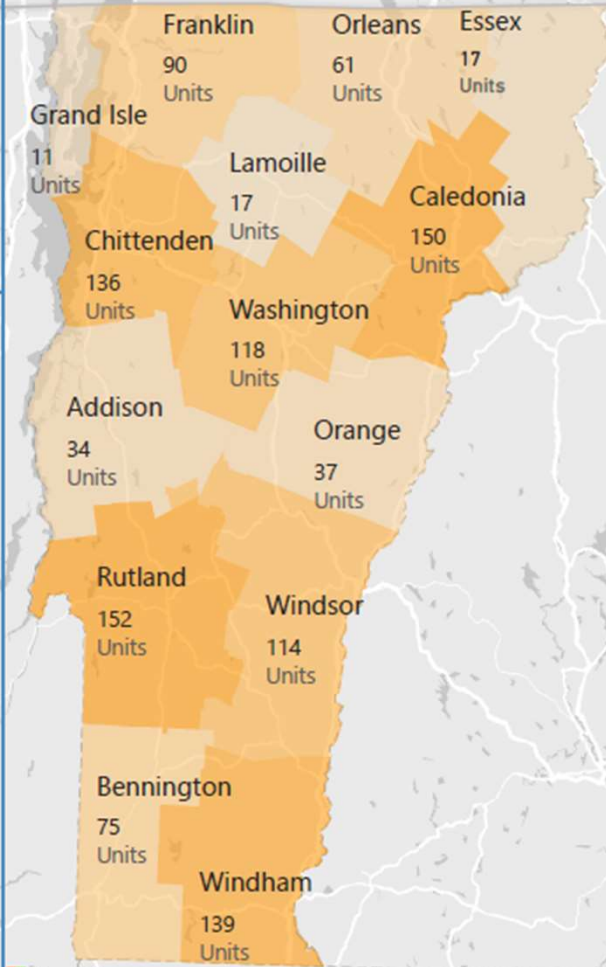 Franklin
90
Units
Orleans
61
Units
Essex
17
Units
Grand Isle
11
Units
Lamoille
17
Units
Caledonia
150
Units
Chittenden
136
Units
Washington
118
Units
Addison
34
Units
Orange
37
Units
Rutland
152
Units
Windsor
114
Units
Bennington
75
Units
Windham
139
Units